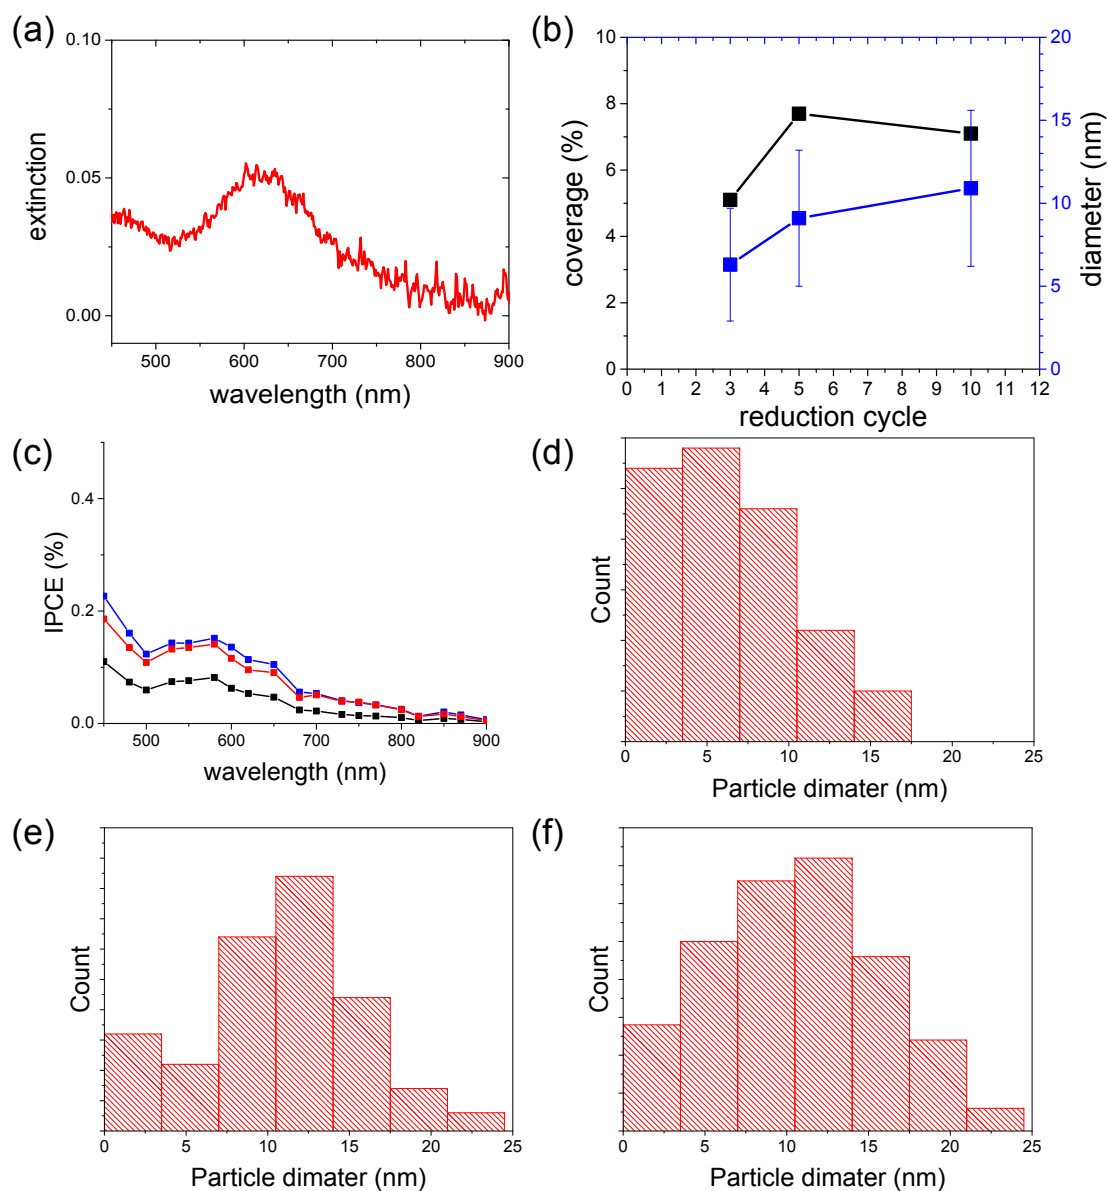 (a)
0.10
0.05
0.00
extinction
500 600 700 800 900
wavelength (nm)
(b)
10
8
6
4
2
0
coverage (%)
20
15
10
5
0
diameter (nm)
0 1 2 3 4 5 6 7 8 9 10 11 12
reduction cycle
(c)
0.4
0.2
0.0
IPCE (%)
500 600 700 800 900
wavelength (nm)
(d)
Count
0 5 10 15 20 25
Particle dimater (nm)
(e)
Count
0 5 10 15 20 25
Particle dimater (nm)
(f)
Count
0 5 10 15 20 25
Particle dimater (nm)